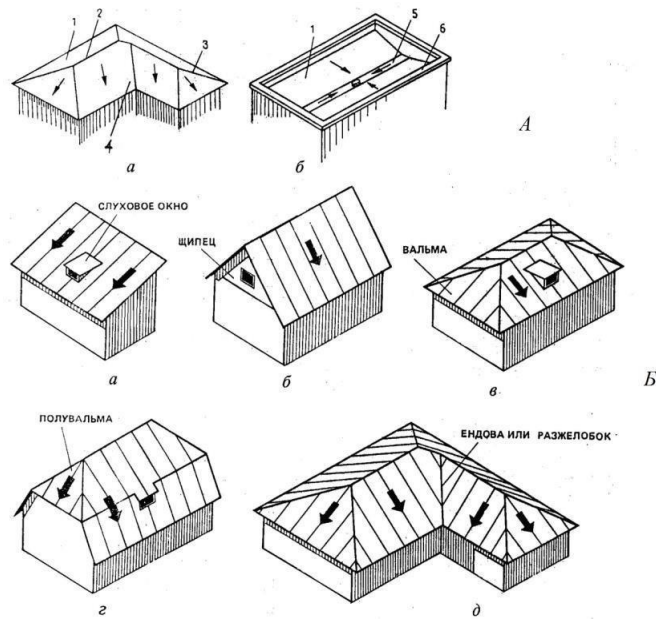 1 2 3
4
а
1 5 6
б
А
СЛУХОВОЕ ОКНО
а
ЩИПЕЦ
б
ВАЛЬМА
в
Б
ПОЛУВАЛЬМА
г
ЕНДОВА ИЛИ РАЗЖЕЛОБОК
д